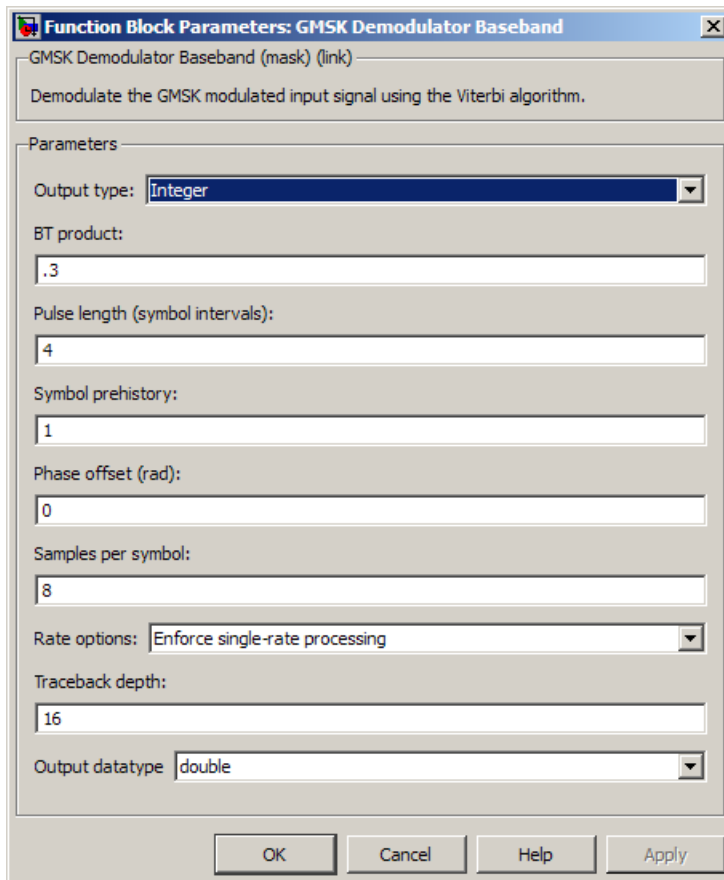 Function Block Parameters: GMSK Demodulator Baseband
GMSK Demodulator Baseband (mask) (link)
Demodulate the GMSK modulated input signal using the Viterbi algorithm.
Parameters
Output type: Integer
BT product:
.3
Pulse length (symbol intervals):
4
Symbol prehistory:
1
Phase offset (rad):
0
Samples per symbol:
8
Rate options: Enforce single-rate processing
Traceback depth:
16
Output datatype double
OK Cancel Help Apply